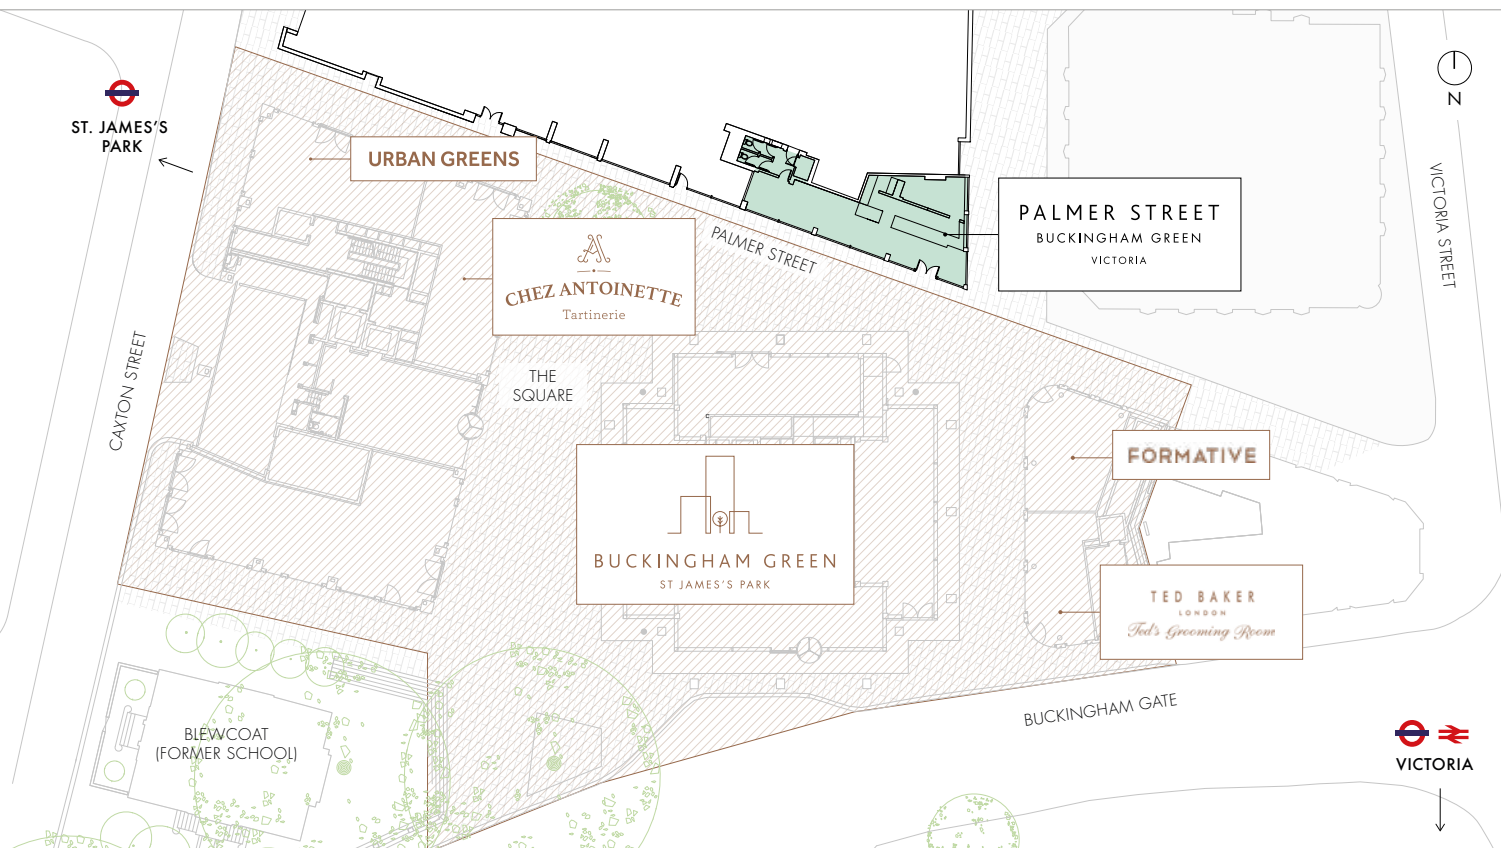 ST. JAMES'S
PARK
URBAN GREENS
N
VICTORIA STREET
PALMER STREET
BUCKINGHAM GREEN
VICTORIA
PALMER STREET
CHEZ ANTOINETTE
Tartinerie
CAXTON STREET
THE
SQUARE
FORMATIVE
BUCKINGHAM GREEN
ST JAMES'S PARK
TED BAKER
LONDON
Ted's Grooming Room
BUCKINGHAM GATE
BLEWCOAT
(FORMER SCHOOL)
VICTORIA